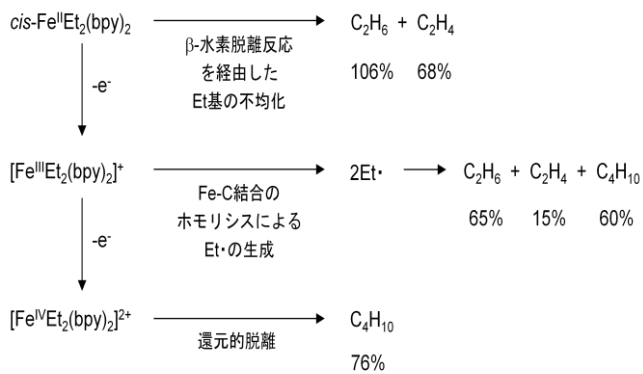 cis-FeᴵᴵEt₂(bpy)₂
β-水素脱離反応
を経由した
Et基の不均化
C₂H₆ + C₂H₄
106% 68%
-e⁻
[FeᴵᴵᴵEt₂(bpy)₂]⁺
Fe-C結合の
ホモリシスによる
Et･の生成
2Et･
C₂H₆ + C₂H₄ + C₄H₁₀
65% 15% 60%
-e⁻
[FeᴵⱽEt₂(bpy)₂]²⁺
還元的脱離
C₄H₁₀
76%